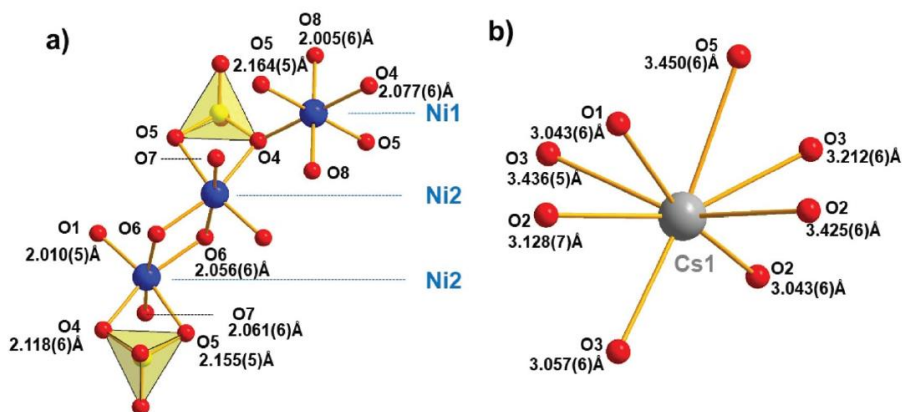 a)
O8
2.005(6)Å
O5
2.164(5)Å
O4
2.077(6)Å
Ni1
O5
O4
O5
O7
O8
Ni2
O1
2.010(5)Å
O6
O6
2.056(6)Å
Ni2
O7
2.061(6)Å
O4
2.118(6)Å
O5
2.155(5)Å
b)
O5
3.450(6)Å
O1
3.043(6)Å
O3
3.212(6)Å
O3
3.436(5)Å
O2
3.128(7)Å
O2
3.425(6)Å
Cs1
O2
3.043(6)Å
O3
3.057(6)Å